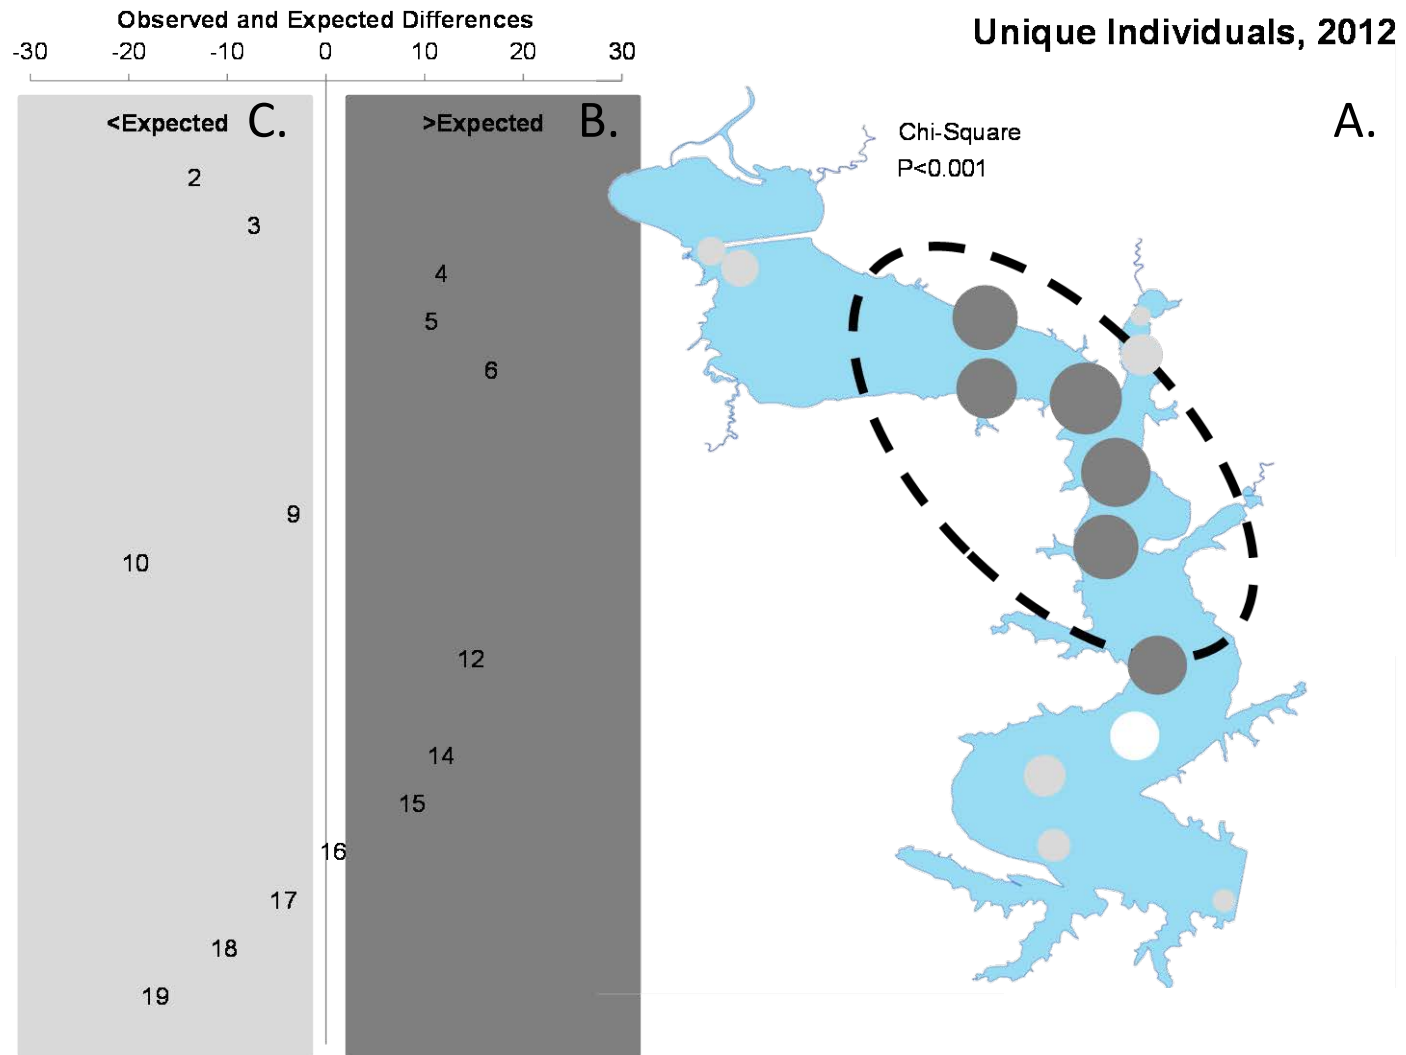 Observed and Expected Differences
-30 -20 -10 0 10 20 30
Unique Individuals, 2012
<Expected C. >Expected B.
A.
Chi-Square
P<0.001
2
3
4
5
6
9
10
12
14
15
16
17
18
19